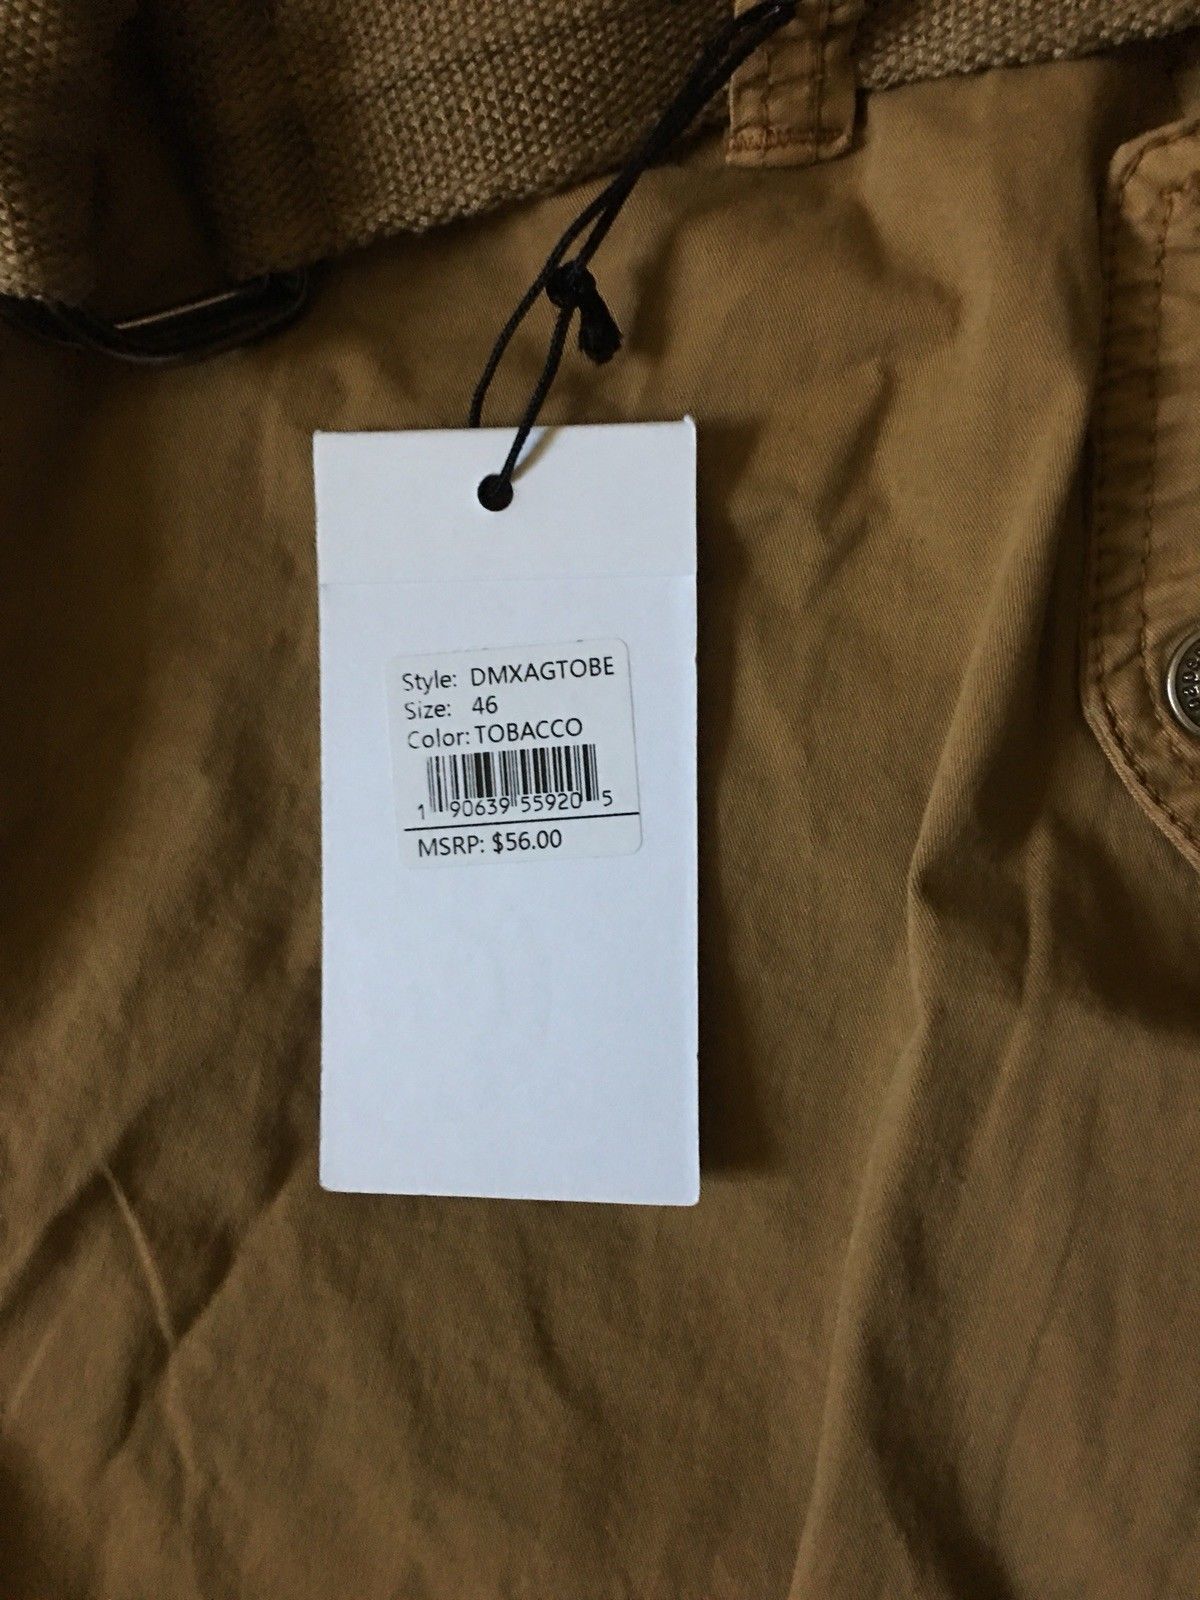 Style: DMXAGTOBE
Size: 46
Color: TOBACCO
1 90639 55920 5
MSRP: $56.00